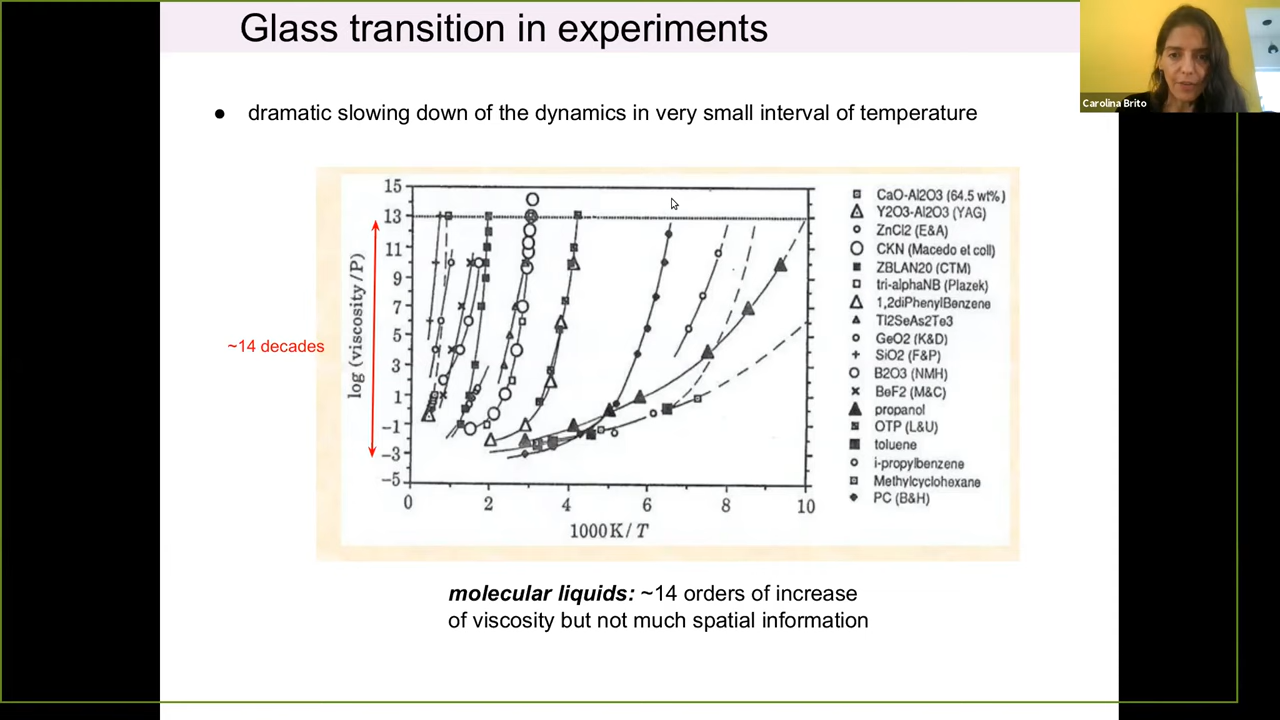 Glass transition in experiments
Carolina Brito
● dramatic slowing down of the dynamics in very small interval of temperature
15
13
11
9
7
5
3
1
−1
−3
−5
log (viscosity/P)
~14 decades
0 2 4 6 8 10
1000K/T
CaO-Al2O3 (64.5 wt%)
Y2O3-Al2O3 (YAG)
ZnCl2 (E&A)
CKN (Macedo et coll)
ZBLAN20 (CTM)
tri-alphaNB (Plazek)
1,2diPhenylBenzene
Tl2SeAs2Te3
GeO2 (K&D)
SiO2 (F&P)
B2O3 (NMH)
BeF2 (M&C)
propanol
OTP (L&U)
toluene
i-propylbenzene
Methylcyclohexane
PC (B&H)
molecular liquids: ~14 orders of increase
of viscosity but not much spatial information